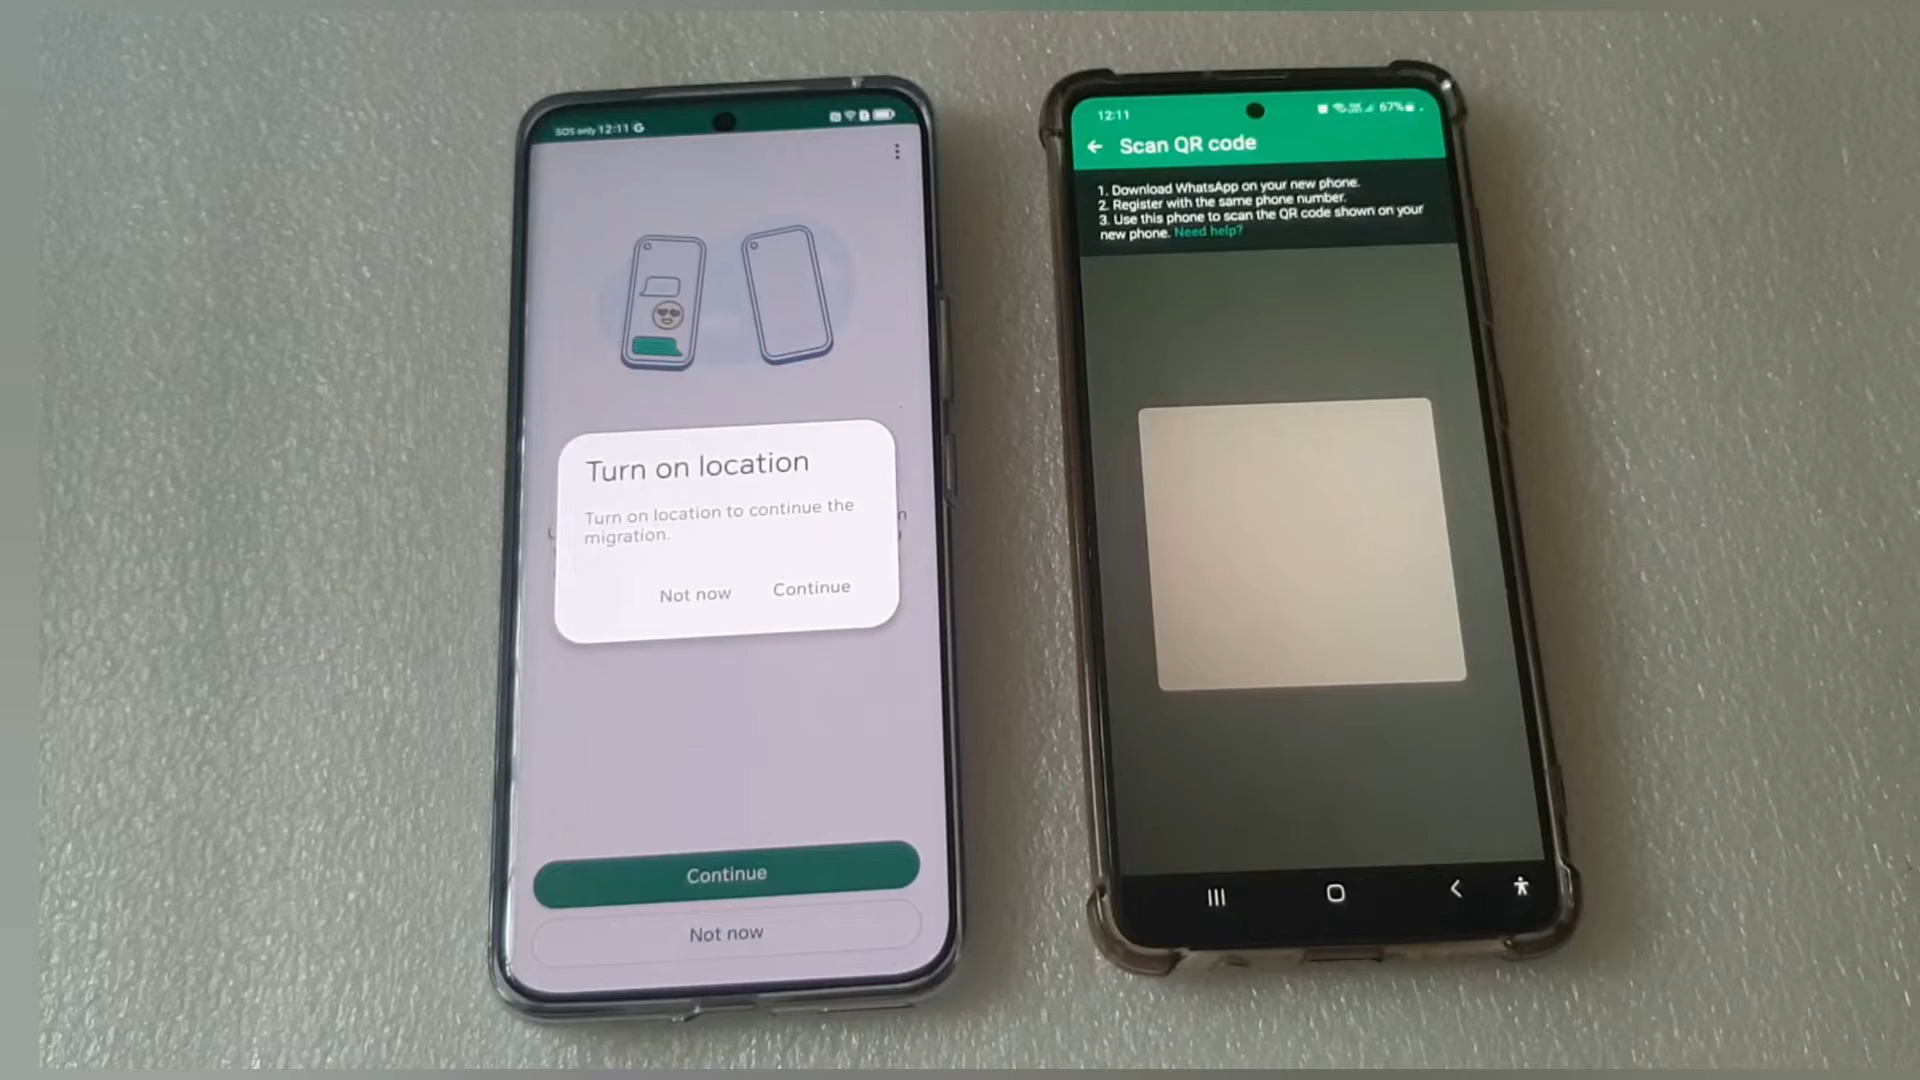 SOS only 12:11 G
Turn on location
Turn on location to continue the
migration.
Not now
Continue
Continue
Not now
12:11
67%
Scan QR code
1. Download WhatsApp on your new phone.
2. Register with the same phone number.
3. Use this phone to scan the QR code shown on your
new phone. Need help?